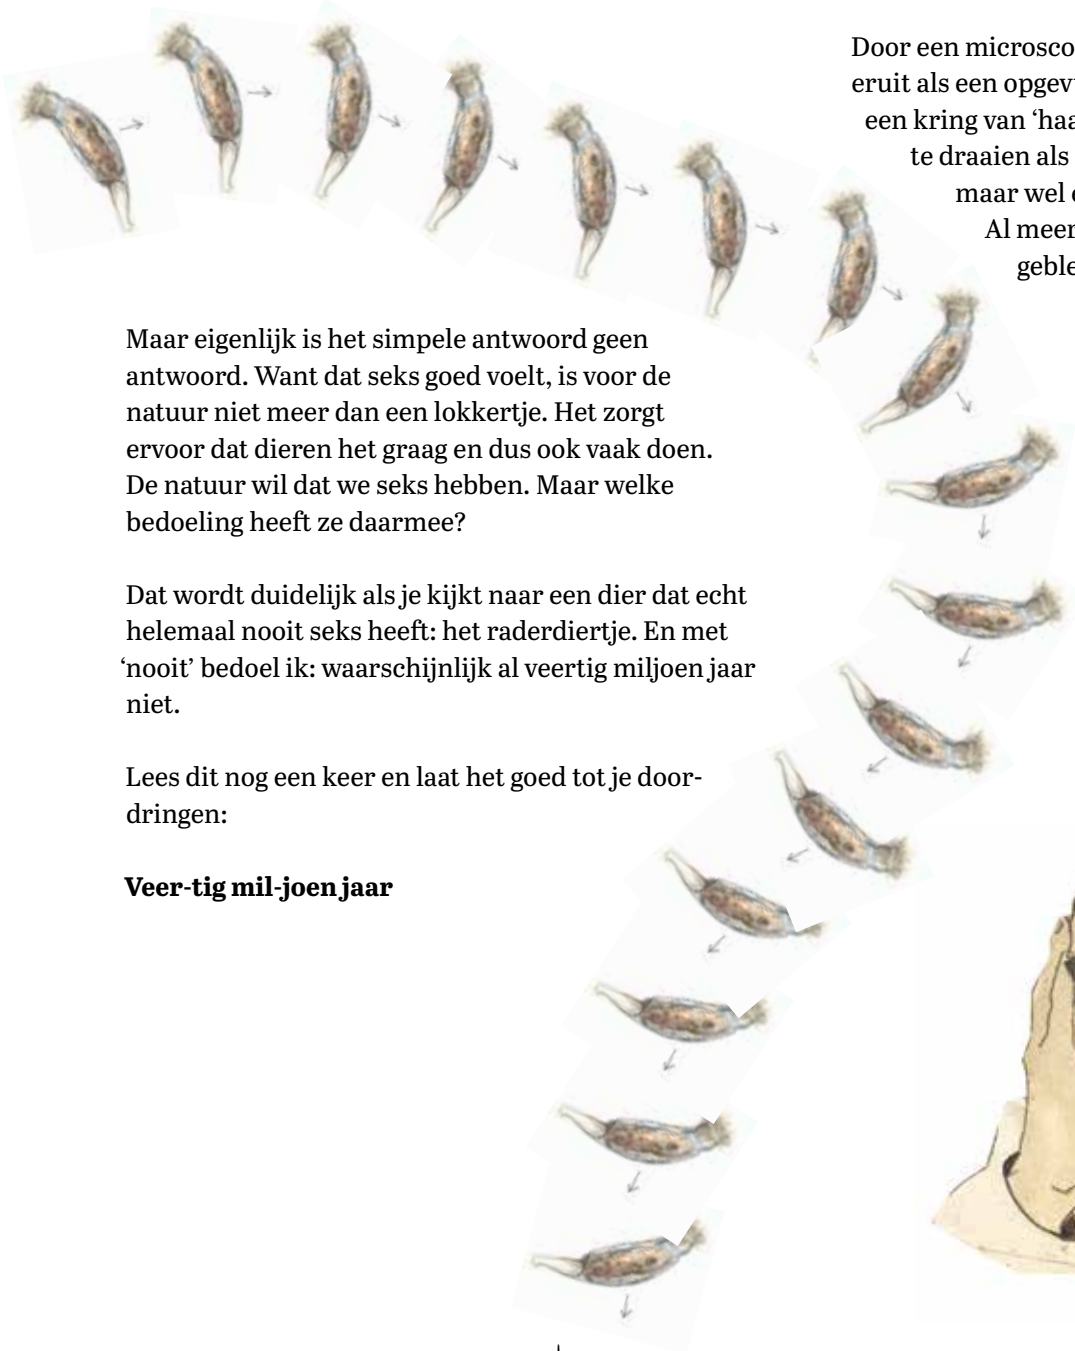 Maar eigenlijk is het simpele antwoord geen
antwoord. Want dat seks goed voelt, is voor de
natuur niet meer dan een lokkertje. Het zorgt
ervoor dat dieren het graag en dus ook vaak doen.
De natuur wil dat we seks hebben. Maar welke
bedoeling heeft ze daarmee?
Dat wordt duidelijk als je kijkt naar een dier dat echt
helemaal nooit seks heeft: het raderdiertje. En met
‘nooit’ bedoel ik: waarschijnlijk al veertig miljoen jaar
niet.
Lees dit nog een keer en laat het goed tot je door-
dringen:
Veer-tig mil-joen jaar
Door een
eruit als een
een kring van
te draaien als
maar wel
Al meer